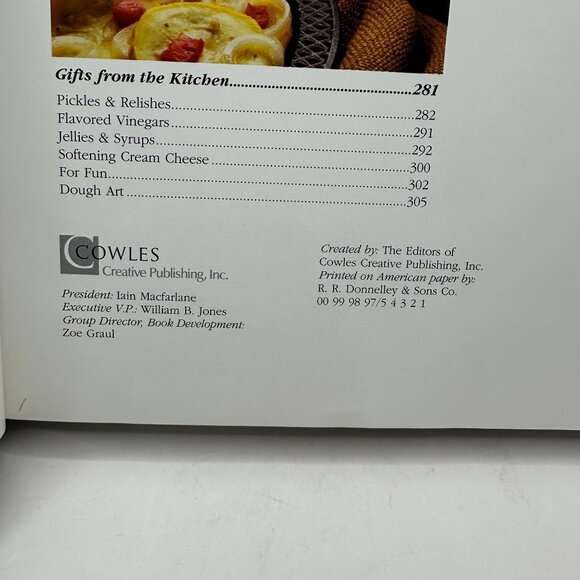 Gifts from the Kitchen..................................................281
Pickles & Relishes..................................................282
Flavored Vinegars..................................................291
Jellies & Syrups..................................................292
Softening Cream Cheese..................................................300
For Fun..................................................302
Dough Art..................................................305
COWLES
Creative Publishing, Inc.
President: Iain Macfarlane
Executive V.P.: William B. Jones
Group Director, Book Development:
Zoe Graul
Created by: The Editors of
Cowles Creative Publishing, Inc.
Printed on American paper by:
R. R. Donnelley & Sons Co.
00 99 98 97/5 4 3 2 1